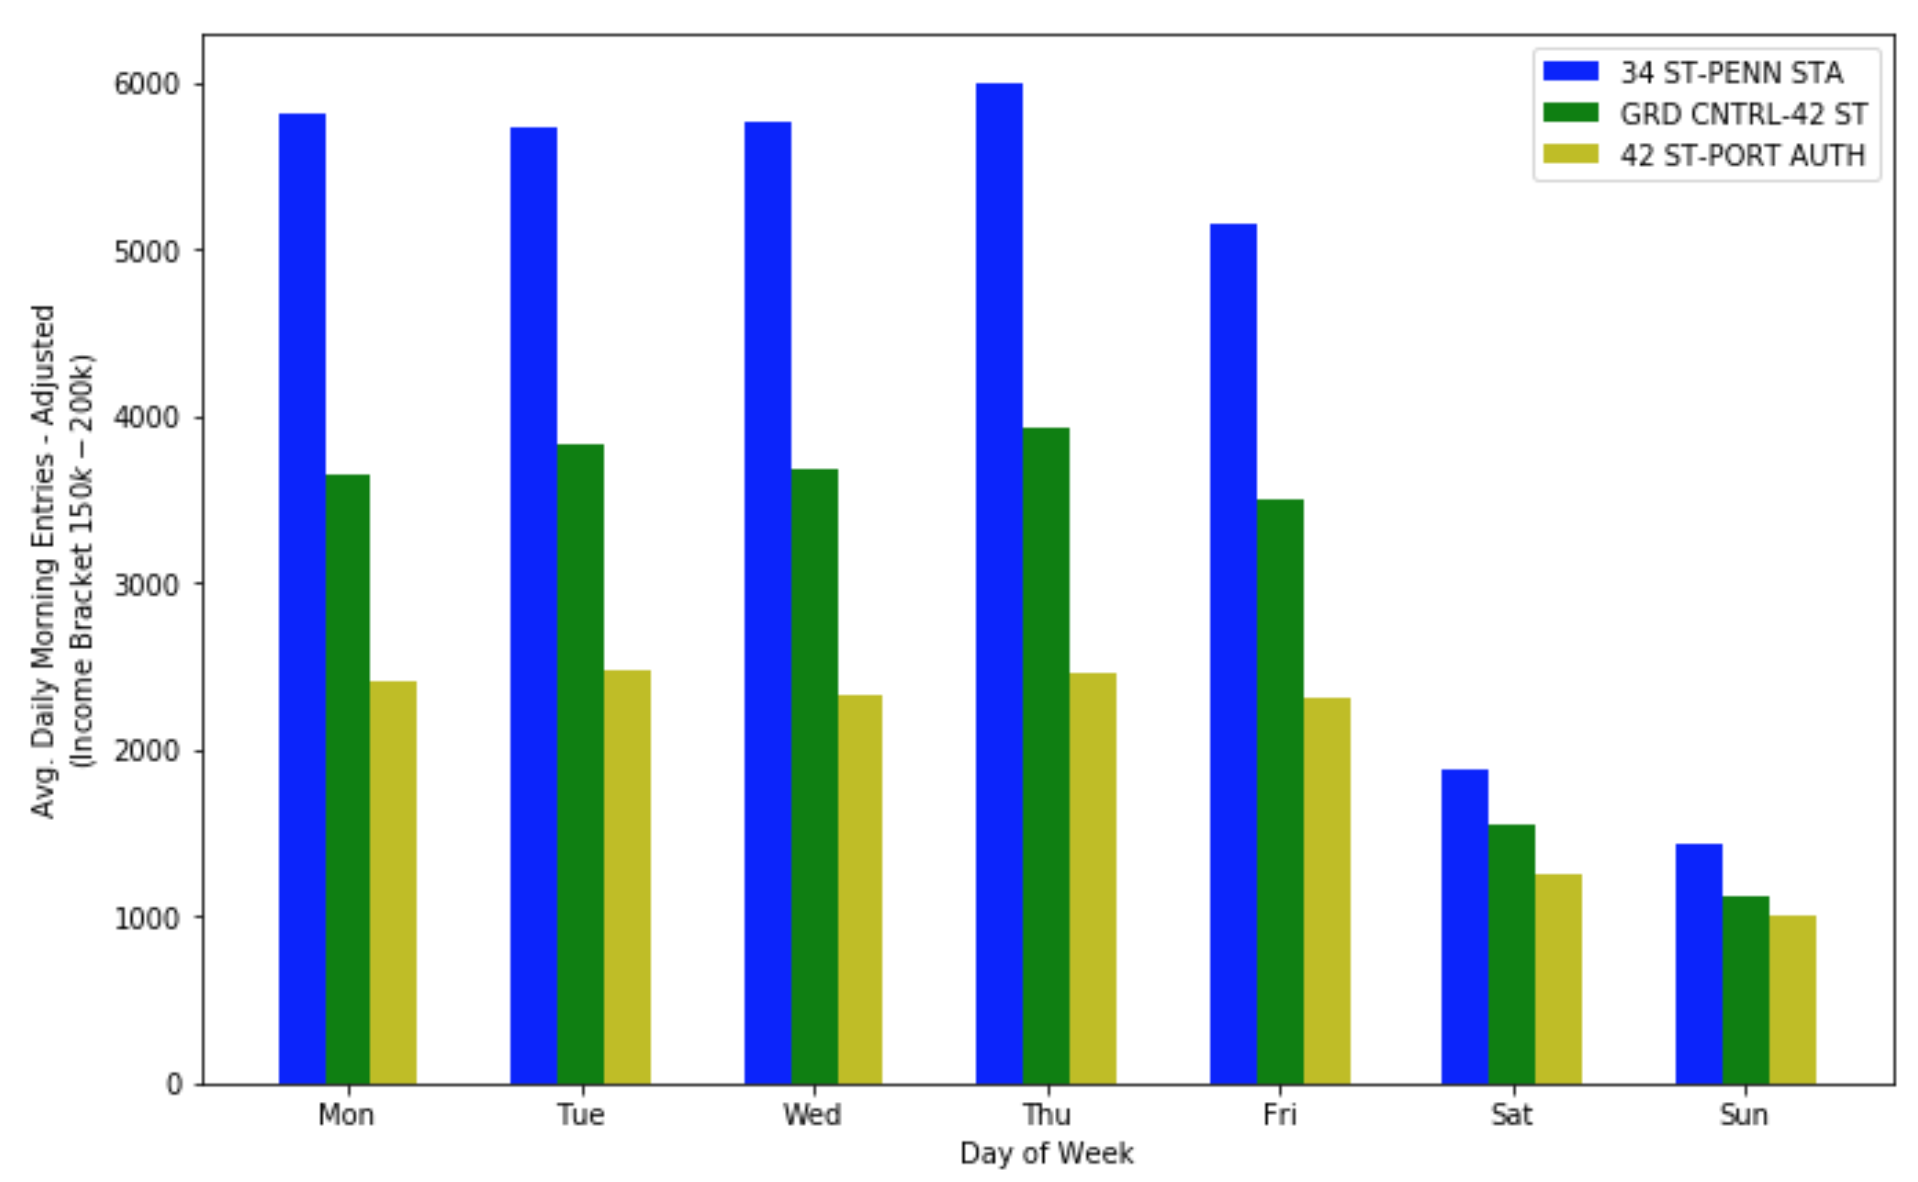 Avg. Daily Morning Entries - Adjusted
(Income Bracket 150k − 200k)
6000
5000
4000
3000
2000
1000
0
34 ST-PENN STA
GRD CNTRL-42 ST
42 ST-PORT AUTH
Mon Tue Wed Thu Fri Sat Sun
Day of Week